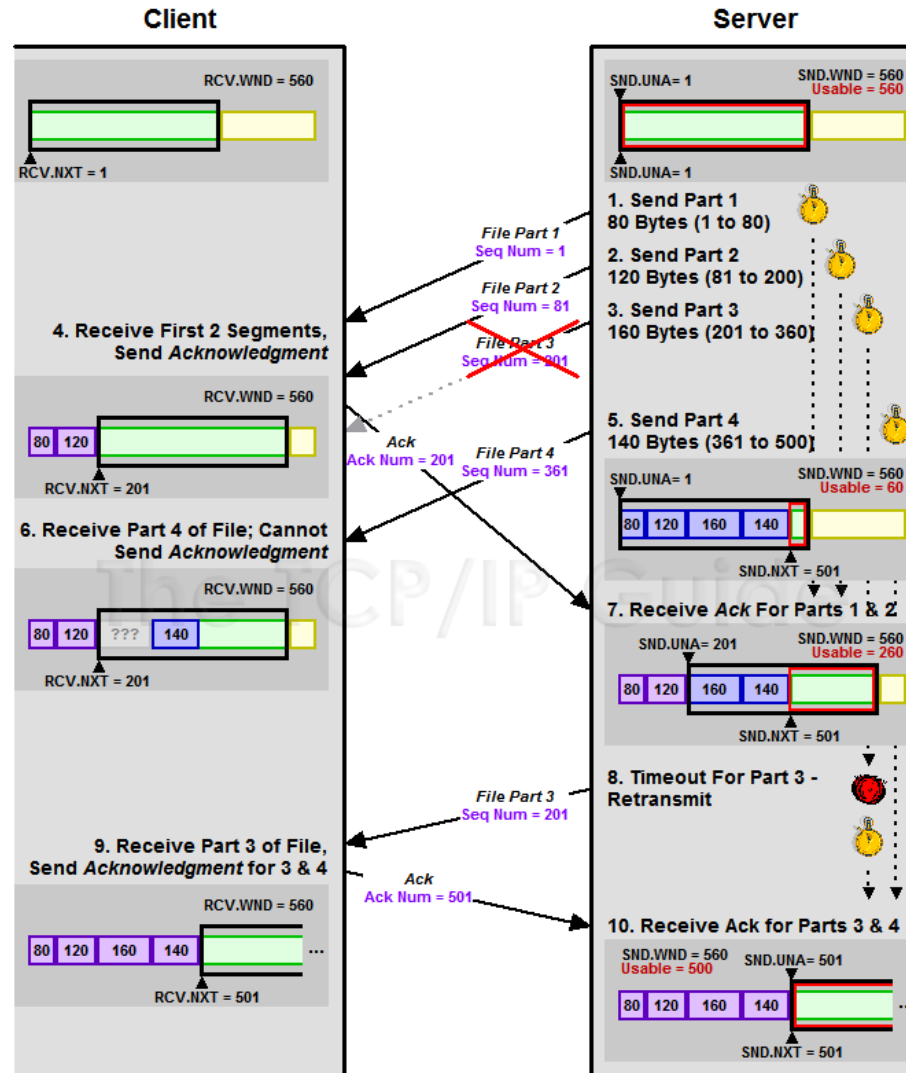 Client
Server
RCV.WND = 560
RCV.NXT = 1
SND.UNA= 1
SND.WND = 560
Usable = 560
SND.UNA= 1
1. Send Part 1
80 Bytes (1 to 80)
File Part 1
Seq Num = 1
2. Send Part 2
120 Bytes (81 to 200)
File Part 2
Seq Num = 81
3. Send Part 3
160 Bytes (201 to 360)
File Part 3
Seq Num = 201
4. Receive First 2 Segments,
Send Acknowledgment
RCV.WND = 560
80 120
RCV.NXT = 201
Ack
Ack Num = 201
5. Send Part 4
140 Bytes (361 to 500)
File Part 4
Seq Num = 361
SND.UNA= 1
SND.WND = 560
Usable = 60
80 120 160 140
SND.NXT = 501
6. Receive Part 4 of File; Cannot
Send Acknowledgment
The TCP/IP Guide
RCV.WND = 560
80 120 ??? 140
RCV.NXT = 201
7. Receive Ack For Parts 1 & 2
SND.UNA= 201
SND.WND = 560
Usable = 260
80 120 160 140
SND.NXT = 501
8. Timeout For Part 3 -
Retransmit
File Part 3
Seq Num = 201
9. Receive Part 3 of File,
Send Acknowledgment for 3 & 4
Ack
Ack Num = 501
RCV.WND = 560
80 120 160 140 ...
RCV.NXT = 501
10. Receive Ack for Parts 3 & 4
SND.WND = 560
Usable = 500
SND.UNA= 501
80 120 160 140
SND.NXT = 501